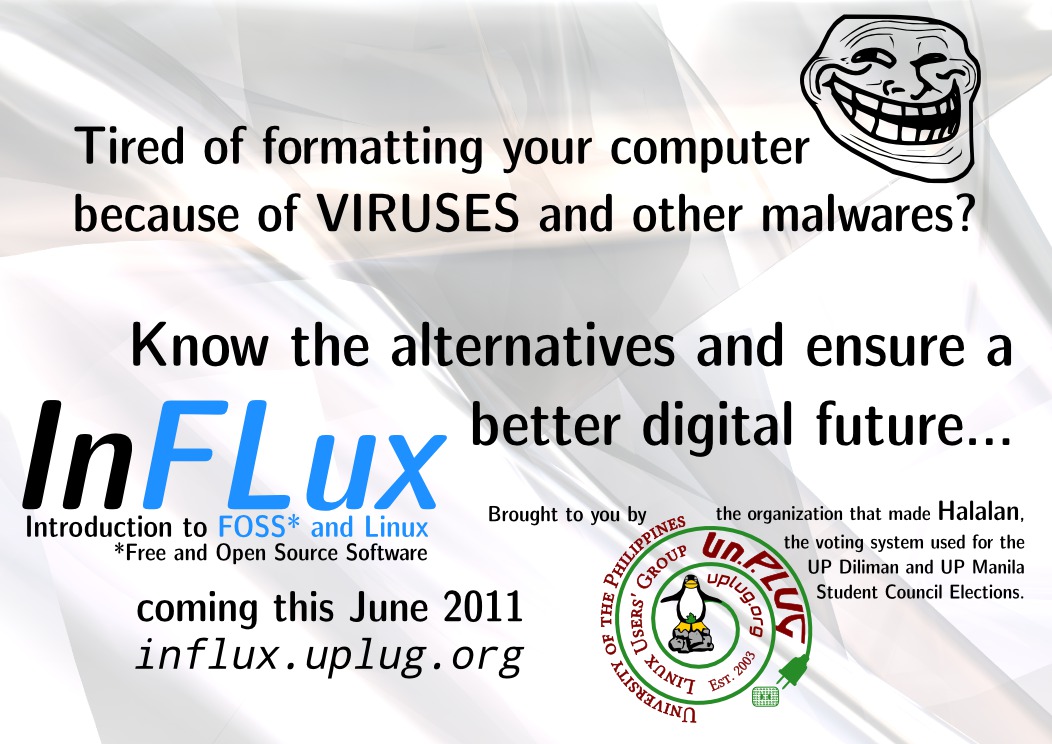 Tired of formatting your computer
because of VIRUSES and other malwares?
Know the alternatives and ensure a
better digital future...
InFLux
Introduction to FOSS* and Linux
*Free and Open Source Software
coming this June 2011
influx.uplug.org
Brought to you by
the organization that made Halalan,
the voting system used for the
UP Diliman and UP Manila
Student Council Elections.
University of the Philippines
Linux Users' Group
un.PLUG
uplug.org
Est. 2003